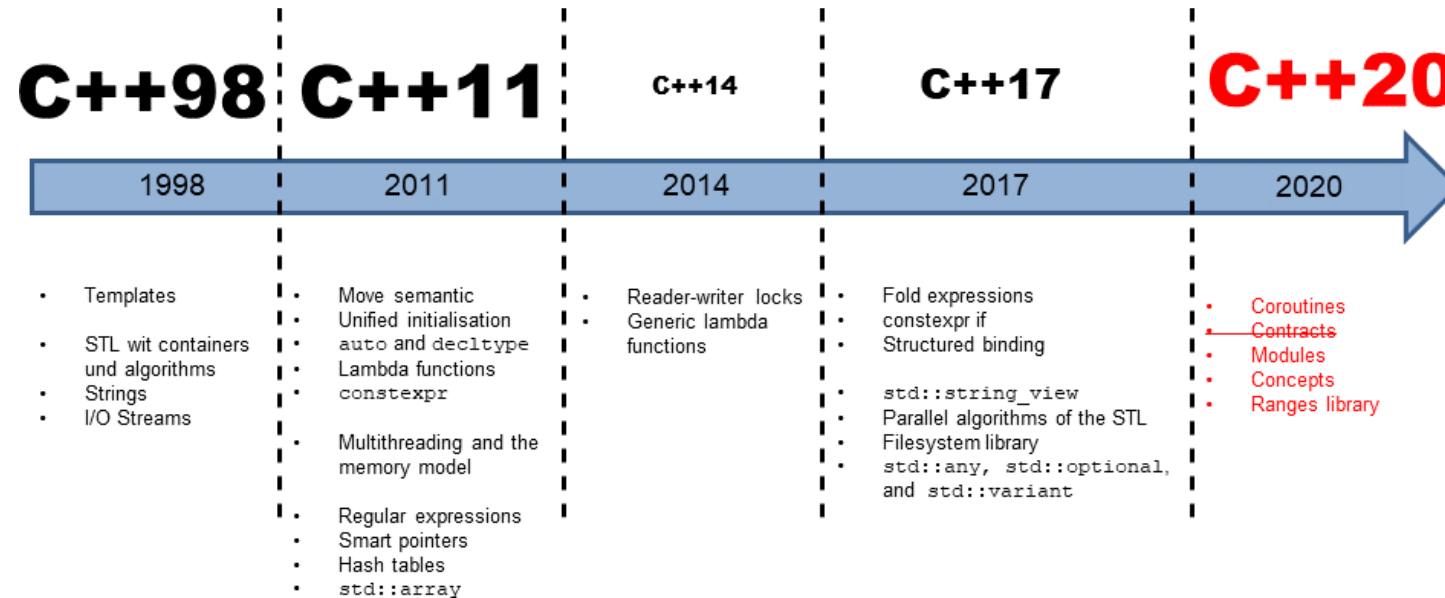 C++98
C++11
C++14
C++17
C++20
1998
2011
2014
2017
2020
• Templates
• STL wit containers
und algorithms
• Strings
• I/O Streams
• Move semantic
• Unified initialisation
• auto and decltype
• Lambda functions
• constexpr
• Multithreading and the
memory model
• Regular expressions
• Smart pointers
• Hash tables
• std::array
• Reader-writer locks
• Generic lambda
functions
• Fold expressions
• constexpr if
• Structured binding
• std::string_view
• Parallel algorithms of the STL
• Filesystem library
• std::any, std::optional,
and std::variant
• Coroutines
• Contracts
• Modules
• Concepts
• Ranges library